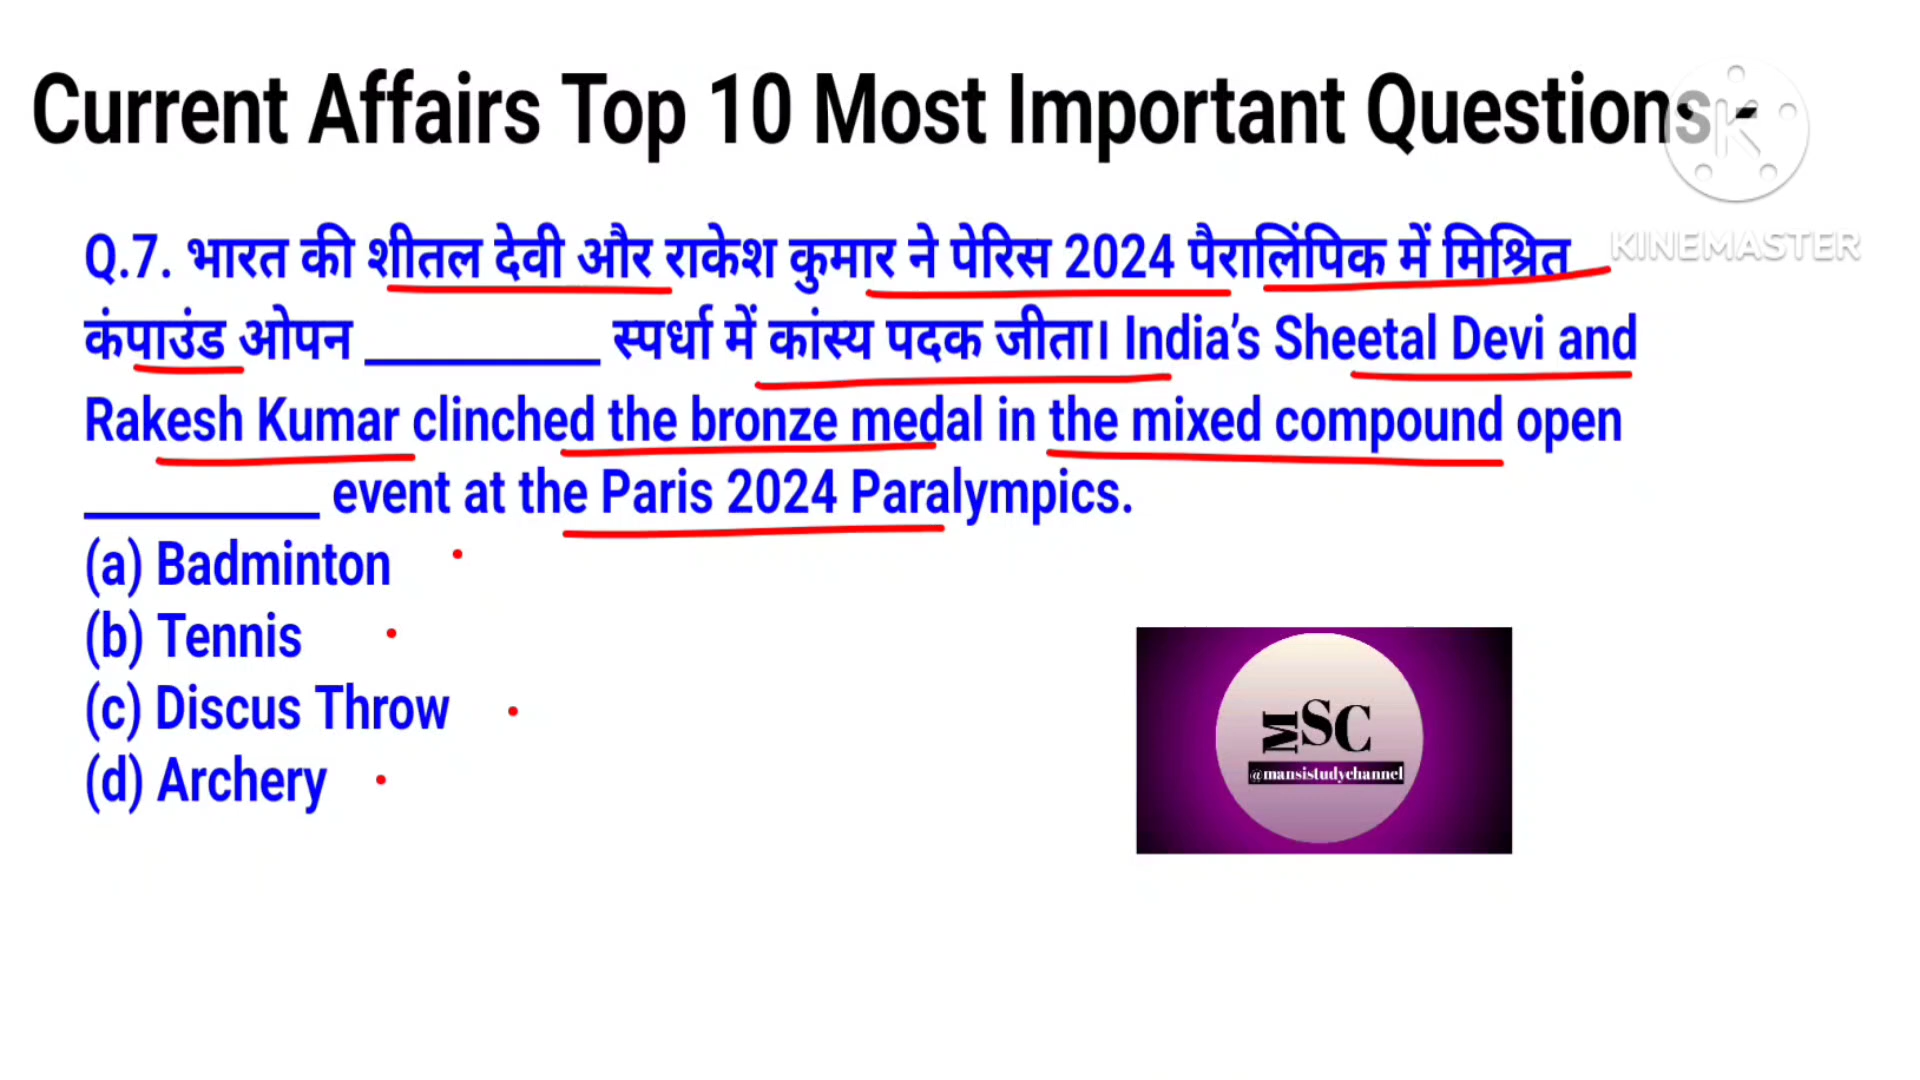 Current Affairs Top 10 Most Important Questions-
KINEMASTER
Q.7. भारत की शीतल देवी और राकेश कुमार ने पेरिस 2024 पैरालिंपिक में मिश्रित
कंपाउंड ओपन __________ स्पर्धा में कांस्य पदक जीता। India’s Sheetal Devi and
Rakesh Kumar clinched the bronze medal in the mixed compound open
__________ event at the Paris 2024 Paralympics.
(a) Badminton
(b) Tennis
(c) Discus Throw
(d) Archery
MSC
@mansistudychannel